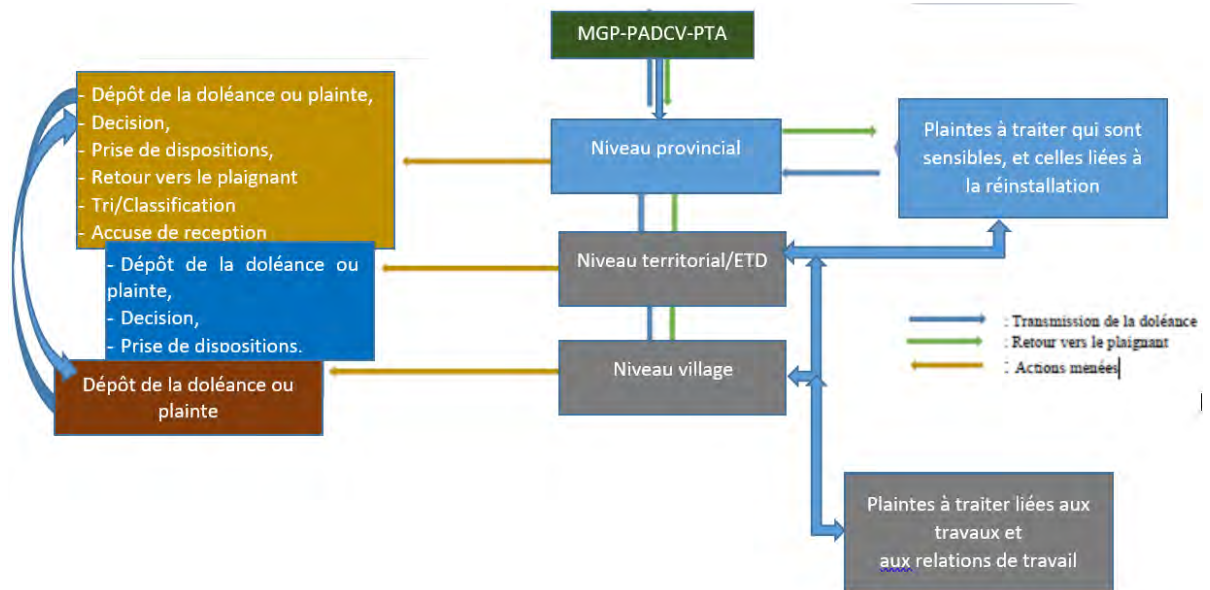 MGP-PADCV-PTA
- Dépôt de la doléance ou plainte,
- Decision,
- Prise de dispositions,
- Retour vers le plaignant
- Tri/Classification
- Accuse de reception
Niveau provincial
Plaintes à traiter qui sont
sensibles, et celles liées à
la réinstallation
- Dépôt de la doléance ou
plainte,
- Decision,
- Prise de dispositions.
Niveau territorial/ETD
: Transmission de la doléance
: Retour vers le plaignant
: Actions menées
Dépôt de la doléance ou
plainte
Niveau village
Plaintes à traiter liées aux
travaux et
aux relations de travail